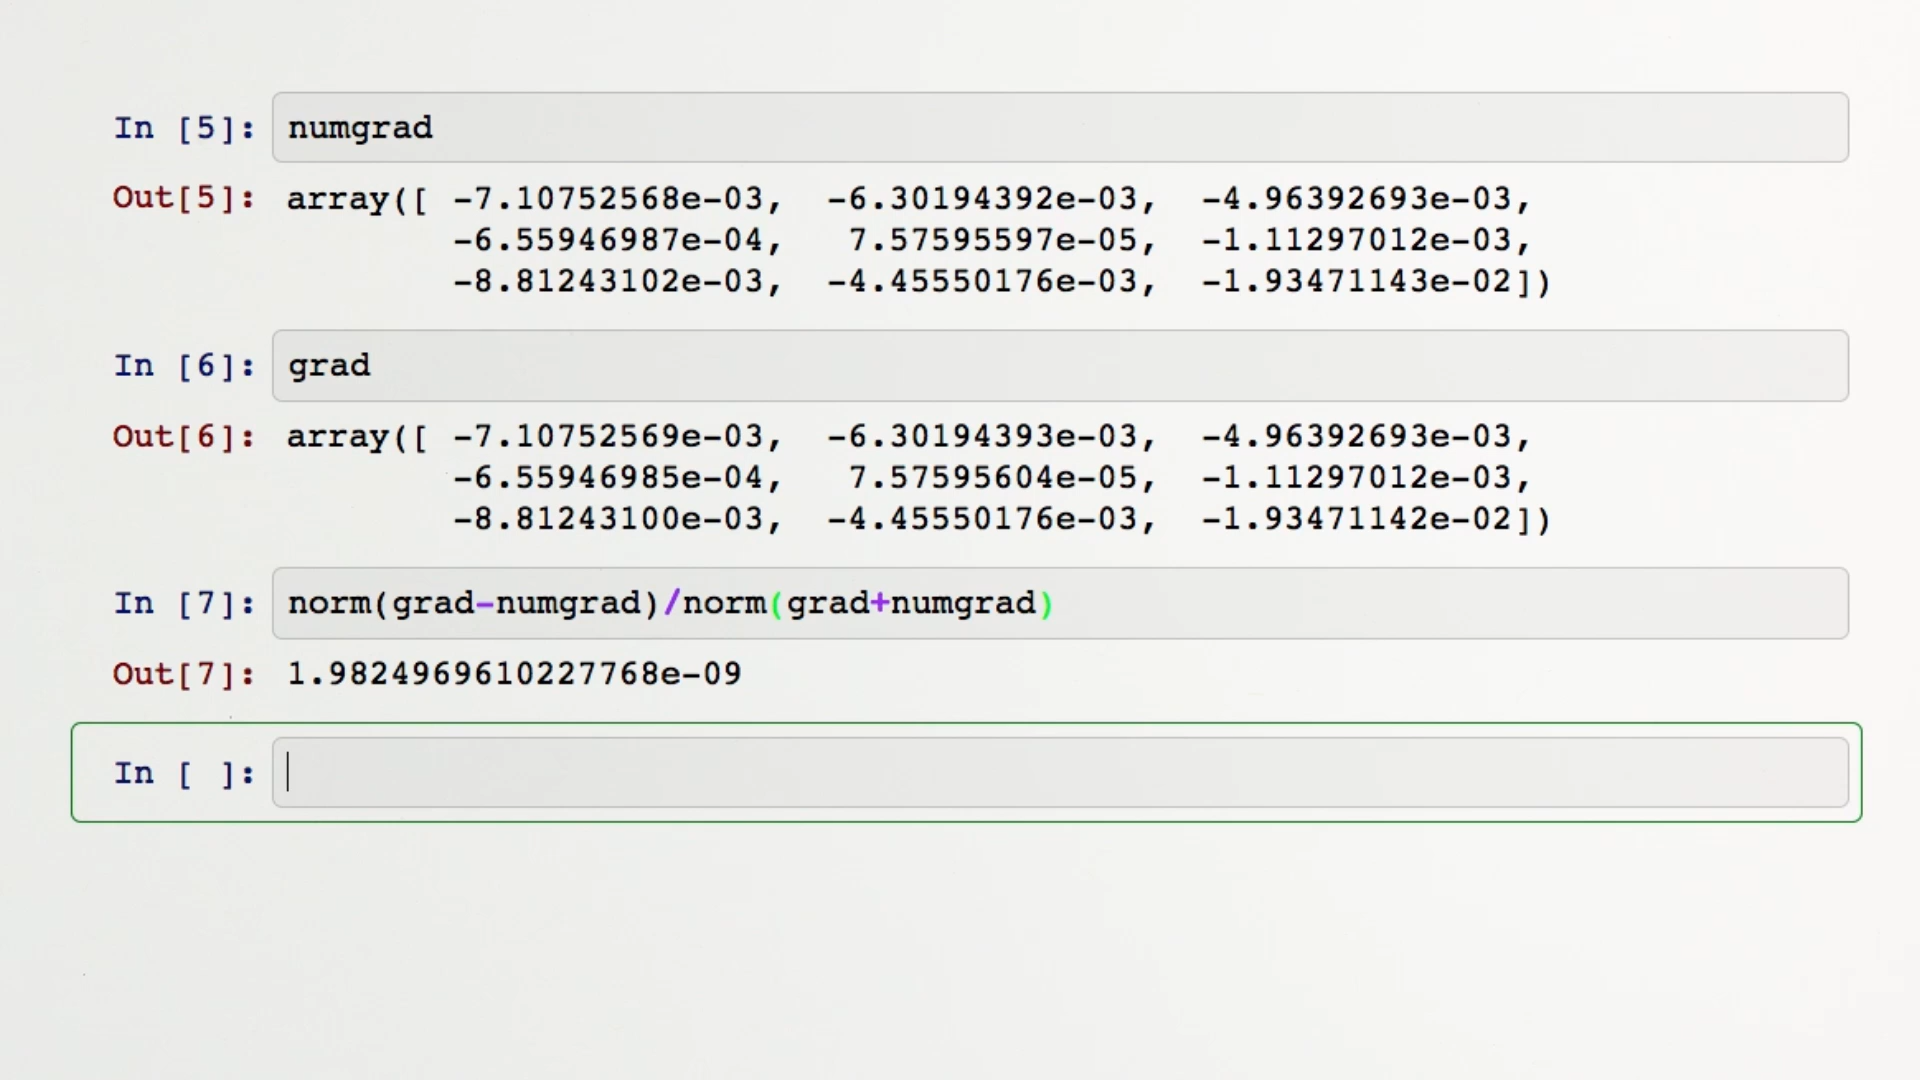 In [5]: numgrad
Out[5]: array([ -7.10752568e-03, -6.30194392e-03, -4.96392693e-03,
-6.55946987e-04, 7.57595597e-05, -1.11297012e-03,
-8.81243102e-03, -4.45550176e-03, -1.93471143e-02])
In [6]: grad
Out[6]: array([ -7.10752569e-03, -6.30194393e-03, -4.96392693e-03,
-6.55946985e-04, 7.57595604e-05, -1.11297012e-03,
-8.81243100e-03, -4.45550176e-03, -1.93471142e-02])
In [7]: norm(grad-numgrad)/norm(grad+numgrad)
Out[7]: 1.9824969610227768e-09
In [ ]: